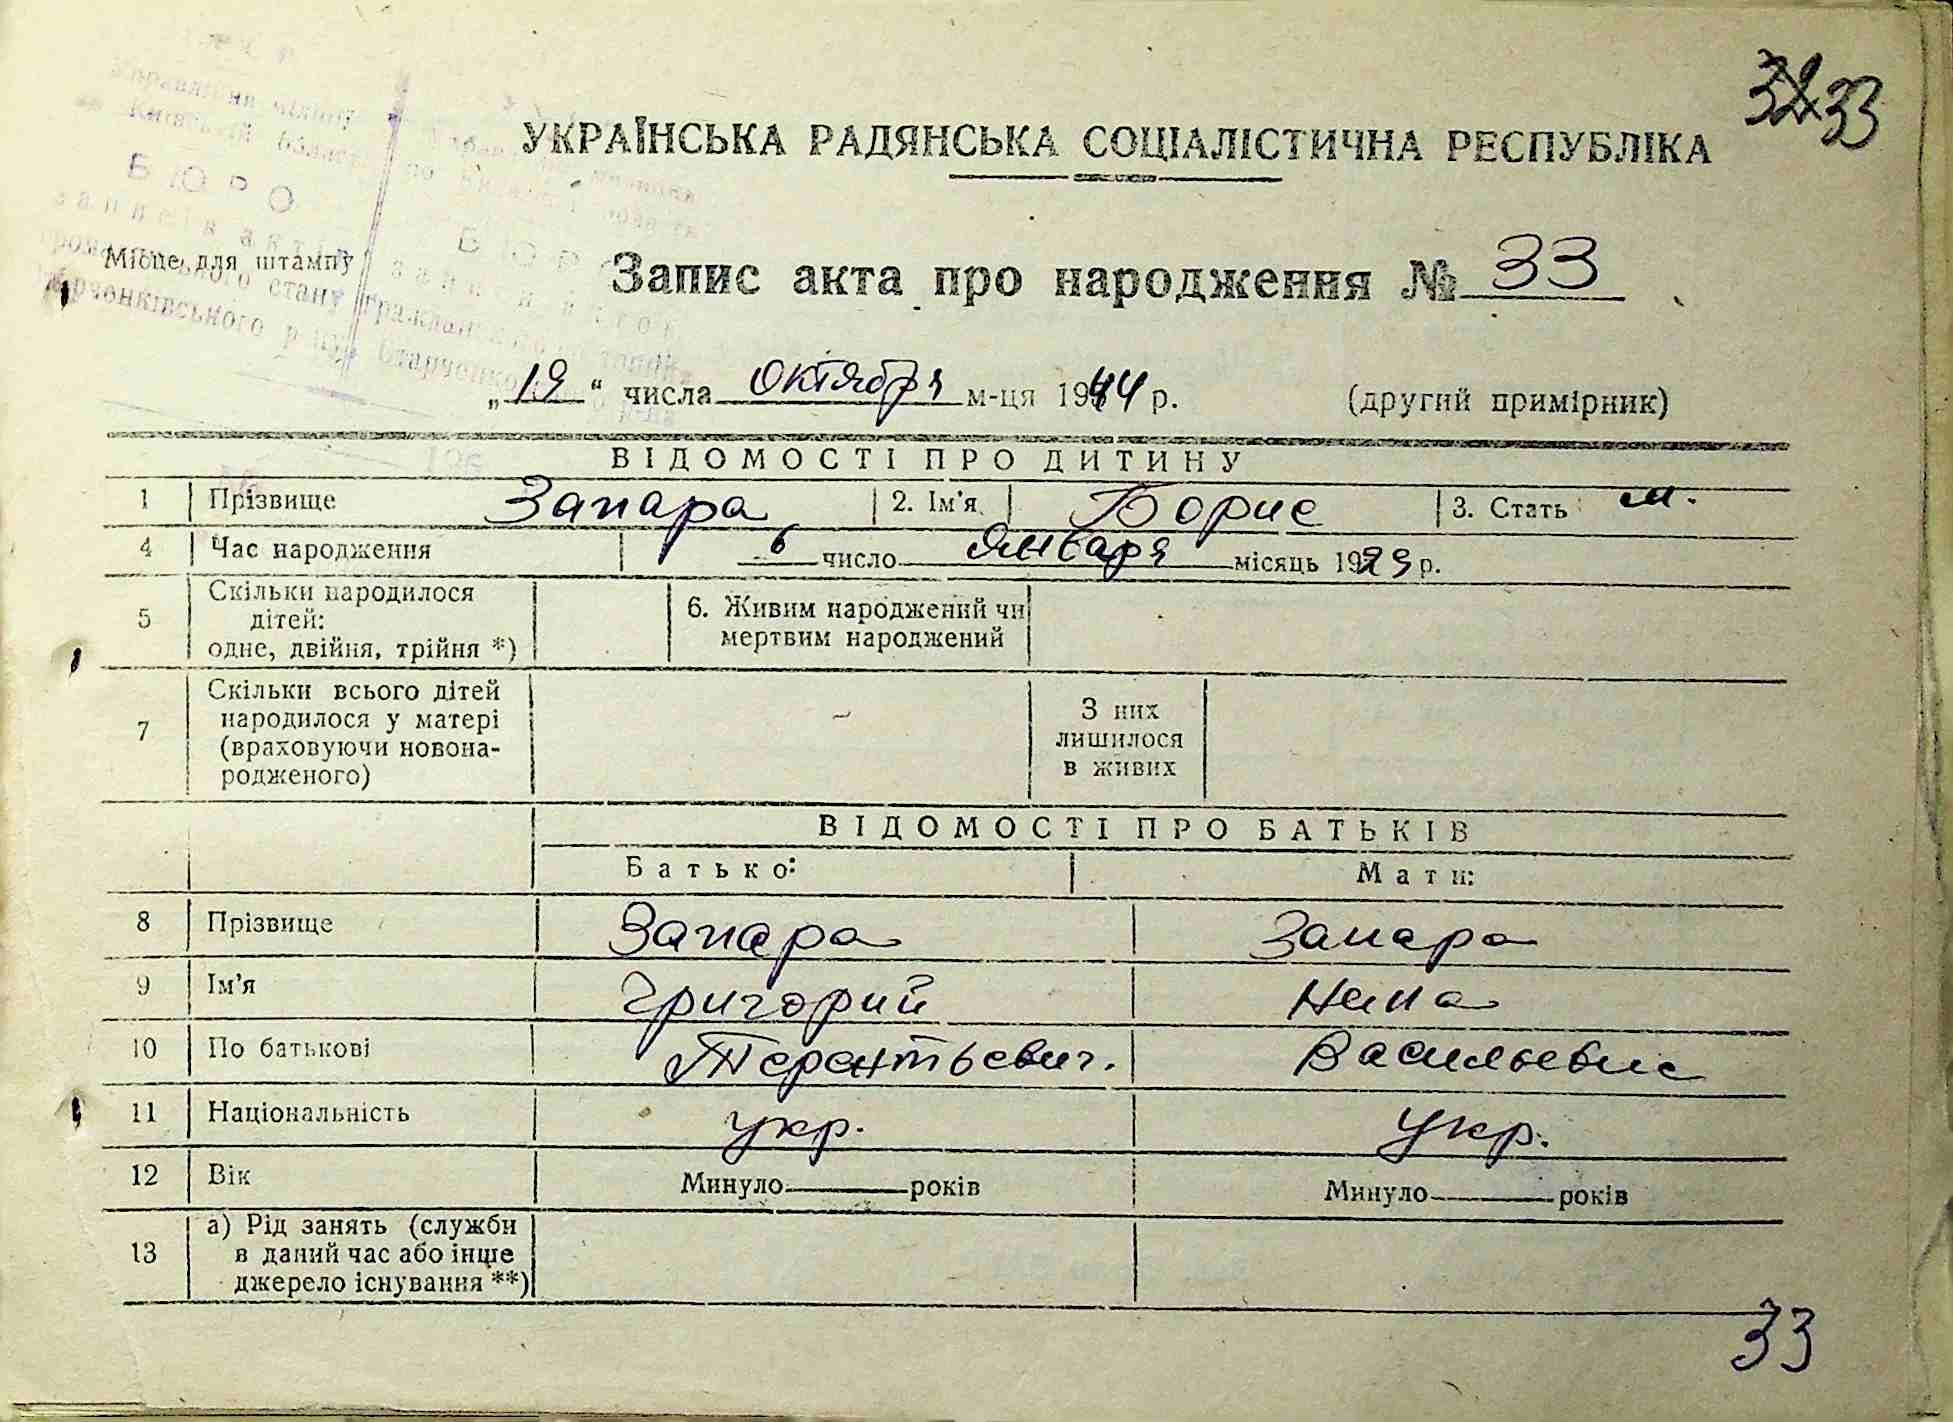 32 33
УКРАЇНСЬКА РАДЯНСЬКА СОЦІАЛІСТИЧНА РЕСПУБЛІКА
БЮРО
Місце для штампу
Запис акта про народження № 33
„19“ числа октября м-ця 1944 р. (другий примірник)
ВІДОМОСТІ ПРО ДИТИНУ
1 Прізвище Запара 2. Ім'я Борис 3. Стать м.
4 Час народження 6 число Января місяць 1923 р.
5 Скільки народилося дітей: одне, двійня, трійня *) 6. Живим народжений чи мертвим народжений
7 Скільки всього дітей народилося у матері (враховуючи новонародженого) З них лишилося в живих
ВІДОМОСТІ ПРО БАТЬКІВ
Батько: Мати:
8 Прізвище Запара Запара
9 Ім'я Григорий Нина
10 По батькові Терентьевич. Васильевна
11 Національність укр. укр.
12 Вік Минуло років Минуло років
13 а) Рід занять (служби в даний час або інше джерело існування **)
33